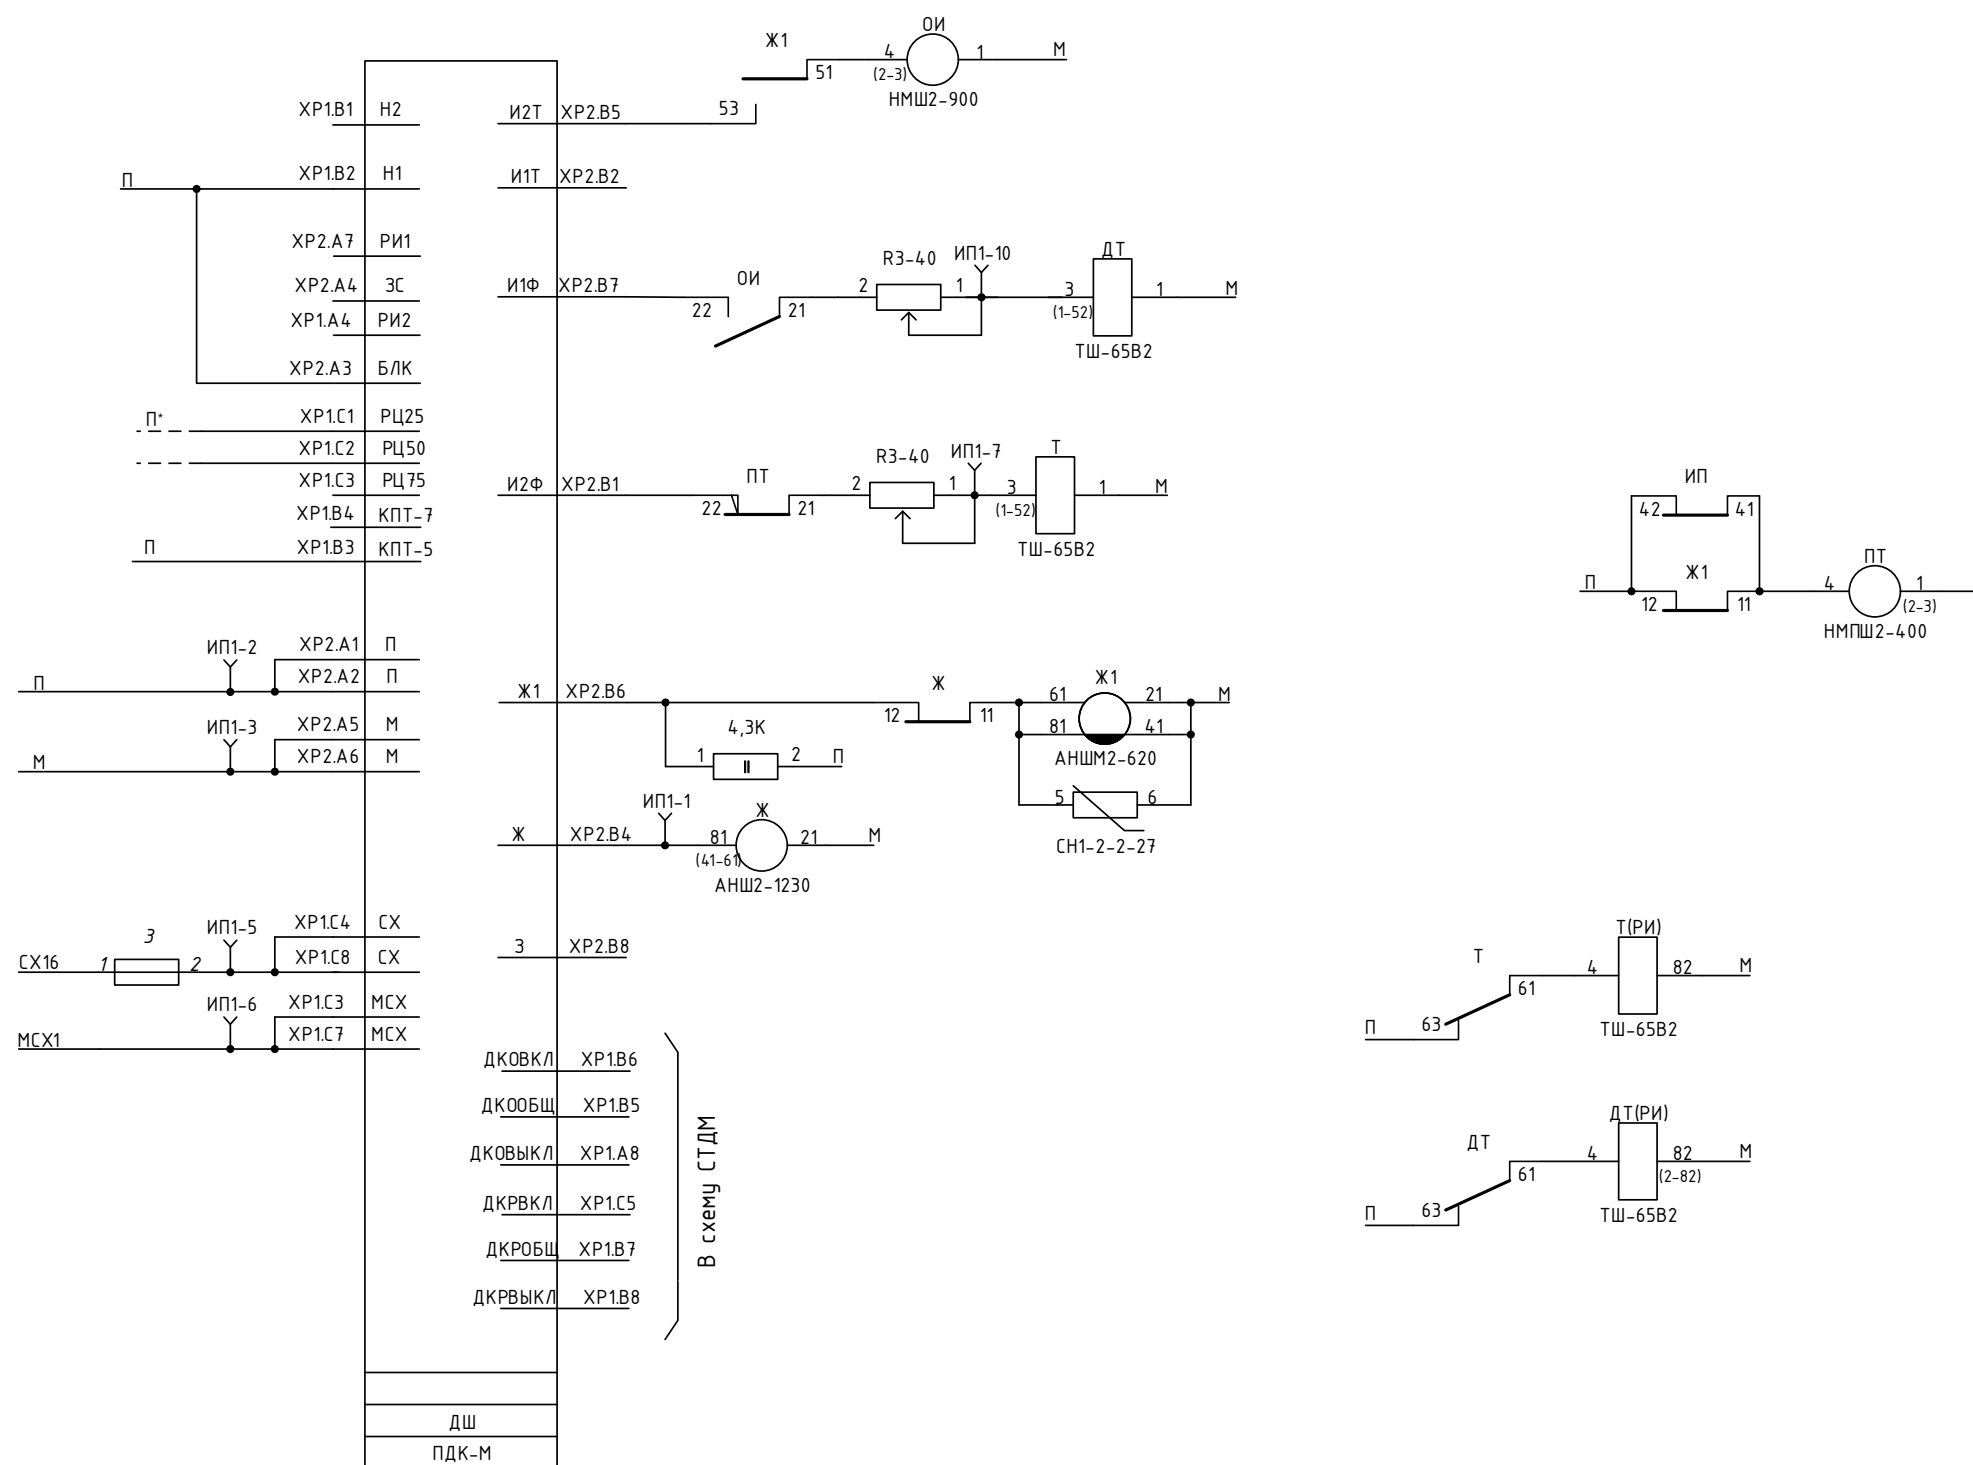 ОИ
Ж1
4
1
М
51
(2-3)
НМШ2-900
53
ХР1.В1
Н2
И2Т
ХР2.В5
П
ХР1.В2
Н1
И1Т
ХР2.В2
ХР2.А7
РИ1
ХР2.А4
ЗС
И1Ф
ХР2.В7
ОИ
22
21
2
R3-40
1
ИП1-10
3
(1-52)
ДТ
1
М
ТШ-65В2
ХР1.А4
РИ2
ХР2.А3
БЛК
П*
ХР1.С1
РЦ25
ХР1.С2
РЦ50
ХР1.С3
РЦ75
И2Ф
ХР2.В1
ПТ
22
21
2
R3-40
1
ИП1-7
3
(1-52)
Т
1
М
ТШ-65В2
ХР1.В4
КПТ-7
П
ХР1.В3
КПТ-5
ИП
42
41
Ж1
П
12
11
4
ПТ
1
(2-3)
НМПШ2-400
ИП1-2
ХР2.А1
П
П
ХР2.А2
П
ИП1-3
ХР2.А5
М
М
ХР2.А6
М
Ж1
ХР2.В6
Ж
12
11
61
Ж1
21
М
81
41
АНШМ2-620
4,3К
1
2
П
5
6
СН1-2-2-27
ИП1-1
Ж
ХР2.В4
81
(41-61)
Ж
21
М
АНШ2-1230
3
ИП1-5
ХР1.С4
СХ
СХ16
1
2
ХР1.С8
СХ
З
ХР2.В8
ИП1-6
ХР1.С3
МСХ
МСХ1
ХР1.С7
МСХ
Т(РИ)
Т
4
82
М
61
П
63
ТШ-65В2
ДКОВКЛ
ХР1.В6
ДКООБЩ
ХР1.В5
ДКОВЫКЛ
ХР1.А8
ДКРВКЛ
ХР1.С5
ДКРОБЩ
ХР1.В7
ДКРВЫКЛ
ХР1.В8
В схему СТДМ
ДТ(РИ)
ДТ
4
82
М
61
(2-82)
П
63
ТШ-65В2
ДШ
ПДК-М